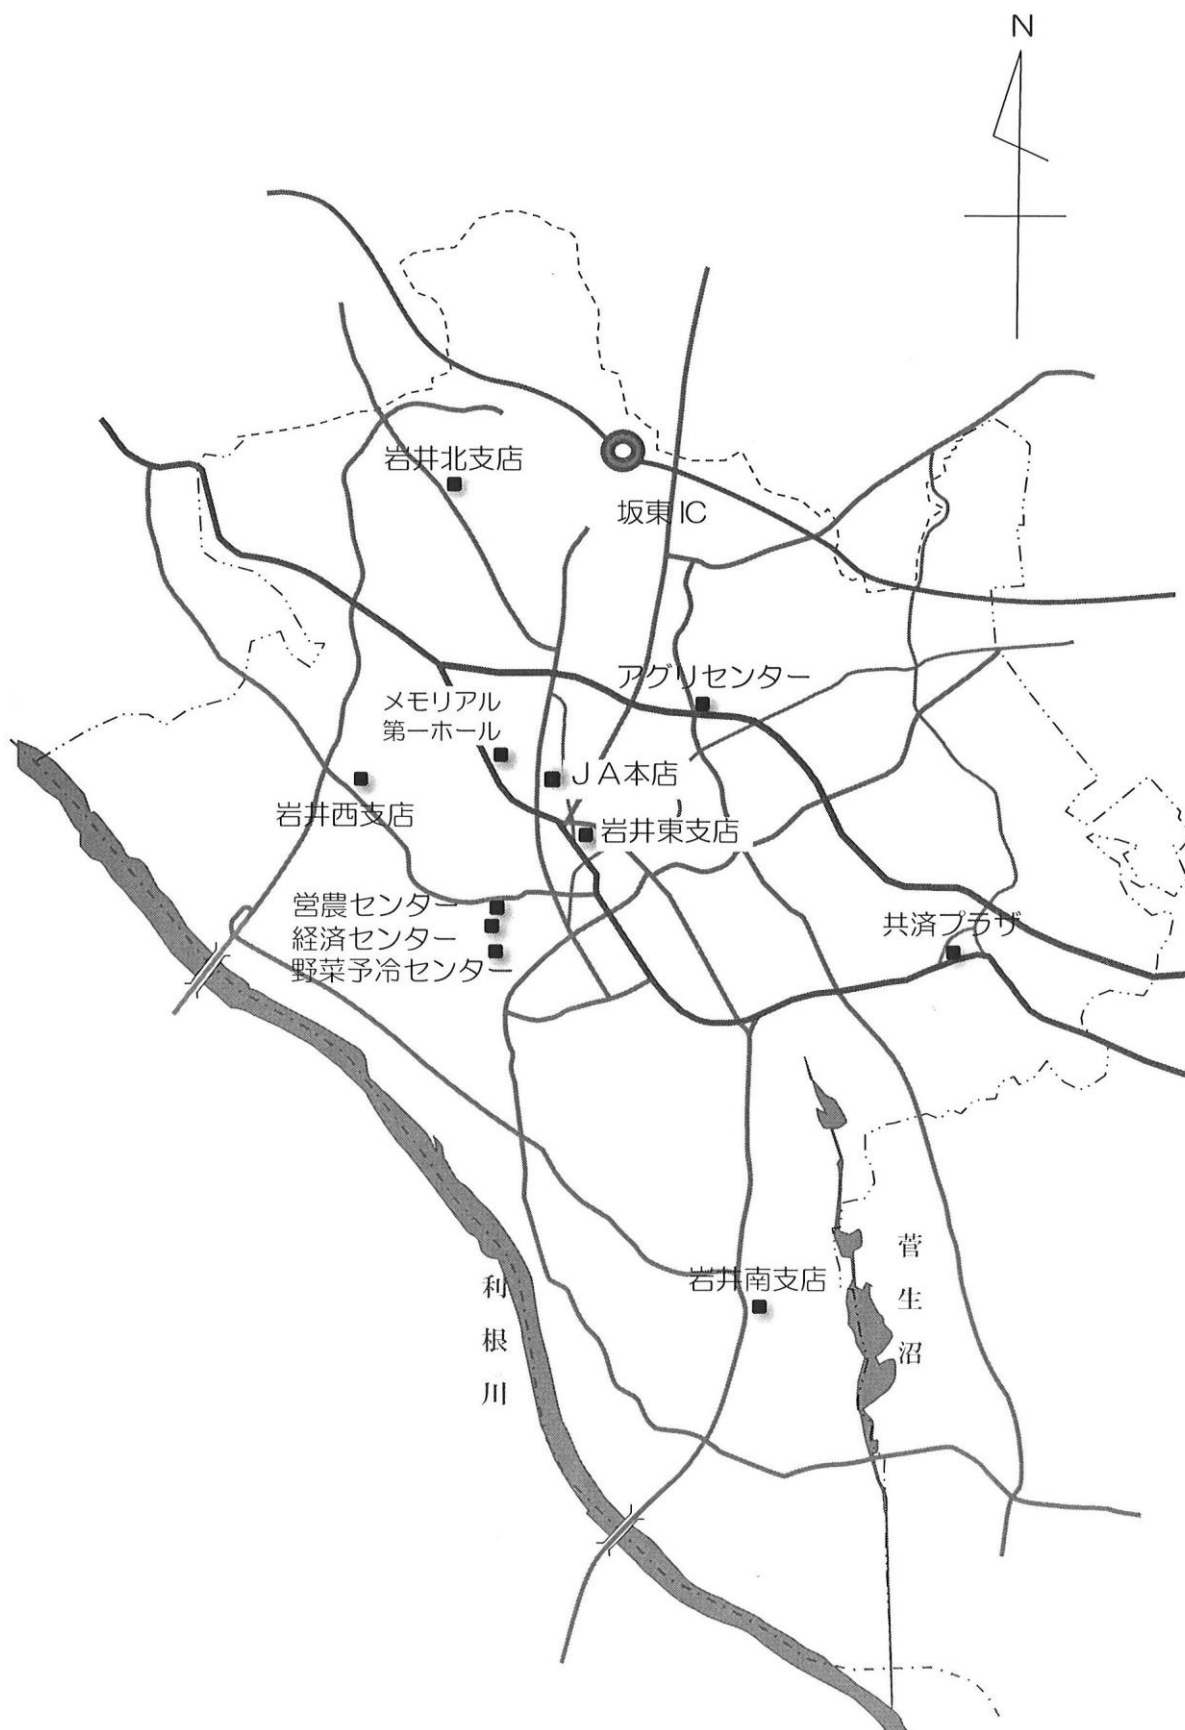 N
岩井北支店
坂東IC
アグリセンター
メモリアル
第一ホール
JA本店
岩井西支店
岩井東支店
営農センター
経済センター
野菜予冷センター
共済プラザ
菅生沼
岩井南支店
利根川